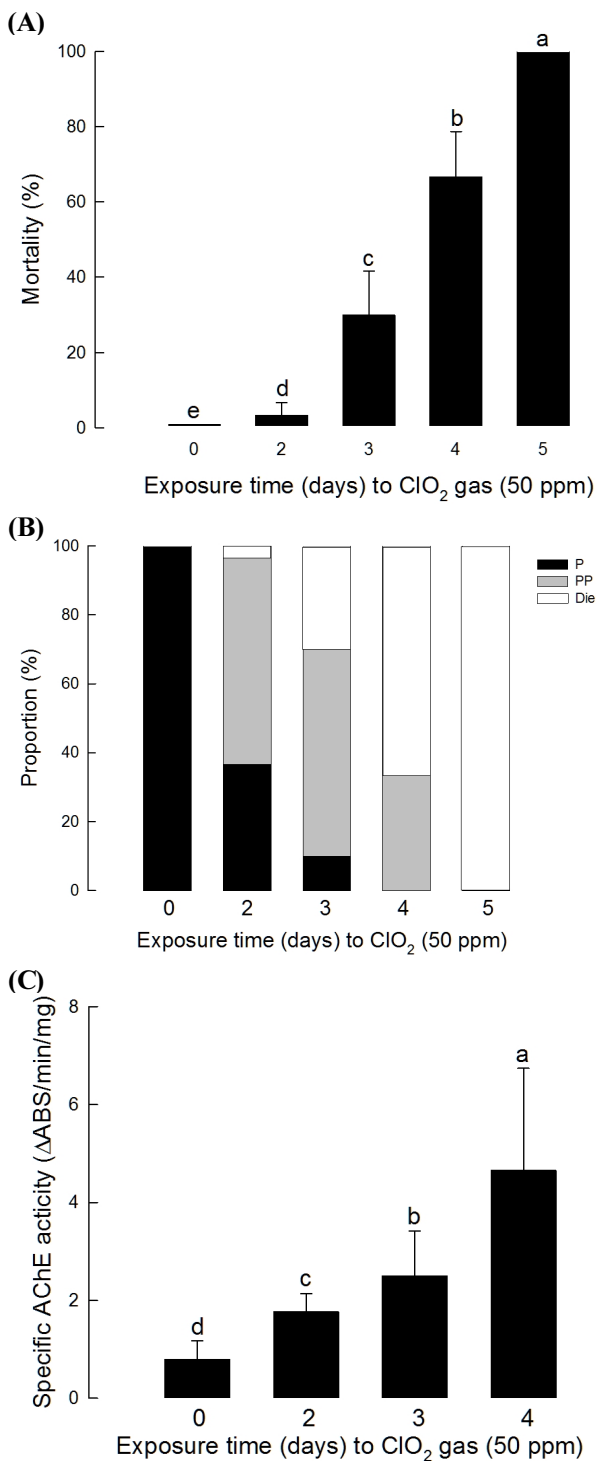 (A)
a
b
c
d
e
100
80
60
40
20
0
Mortality (%)
0 2 3 4 5
Exposure time (days) to ClO2 gas (50 ppm)
(B)
100
80
60
40
20
0
Proportion (%)
P
PP
Die
0 2 3 4 5
Exposure time (days) to ClO2 (50 ppm)
(C)
8
6
4
2
0
Specific AChE acticity (ΔABS/min/mg)
a
b
c
d
0 2 3 4
Exposure time (days) to ClO2 gas (50 ppm)